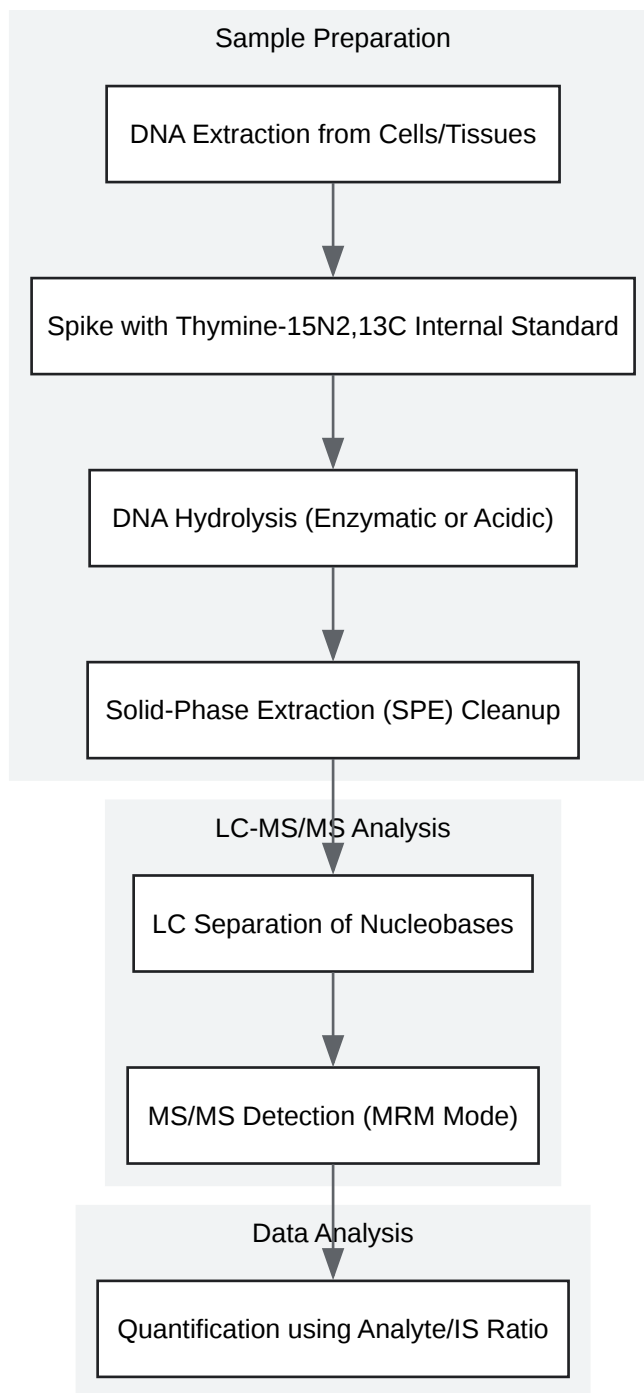 Sample Preparation
DNA Extraction from Cells/Tissues
Spike with Thymine-15N2,13C Internal Standard
DNA Hydrolysis (Enzymatic or Acidic)
Solid-Phase Extraction (SPE) Cleanup
LC-MS/MS Analysis
LC Separation of Nucleobases
MS/MS Detection (MRM Mode)
Data Analysis
Quantification using Analyte/IS Ratio